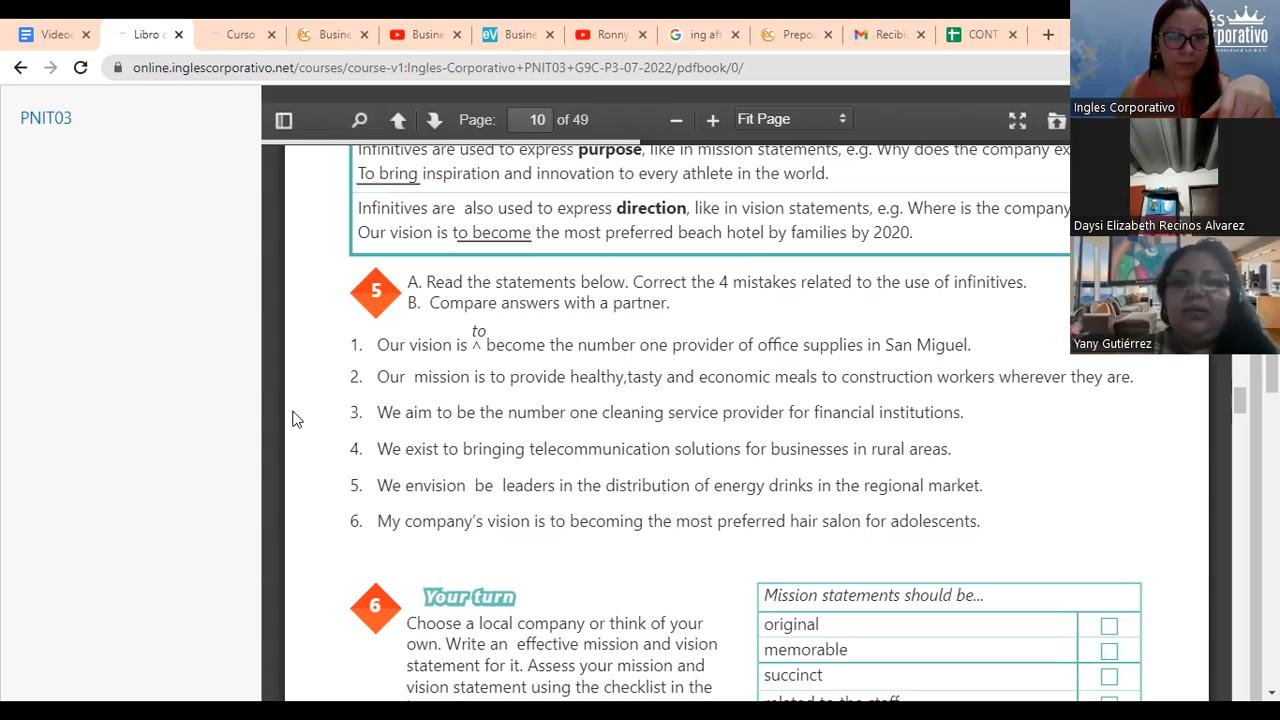 Videoc
Libro c
Curso
Busine
Busine
Busine
Ronny
ing aft
Prepo
Recibi
CONT
és
rporativo
online.inglescorporativo.net/courses/course-v1:Ingles-Corporativo+PNIT03+G9C-P3-07-2022/pdfbook/0/
Ingles Corporativo
PNIT03
Page: 10 of 49
Fit Page
Infinitives are used to express purpose, like in mission statements, e.g. Why does the company ex
To bring inspiration and innovation to every athlete in the world.
Infinitives are also used to express direction, like in vision statements, e.g. Where is the company
Our vision is to bcome the most preferred beach hotel by families by 2020.
Daysi Elizabeth Recinos Alvarez
5
A. Read the statements below. Correct the 4 mistakes related to the use of infinitives.
B. Compare answers with a partner.
to
1. Our vision is ^ become the number one provider of office supplies in San Miguel.
Yany Gutiérrez
2. Our mission is to provide healthy,tasty and economic meals to construction workers wherever they are.
3. We aim to be the number one cleaning service provider for financial institutions.
4. We exist to bringing telecommunication solutions for businesses in rural areas.
5. We envision be leaders in the distribution of energy drinks in the regional market.
6. My company's vision is to becoming the most preferred hair salon for adolescents.
6
Your turn
Choose a local company or think of your
own. Write an effective mission and vision
statement for it. Assess your mission and
vision statement using the checklist in the
Mission statements should be...
original
memorable
succinct
related to the staff